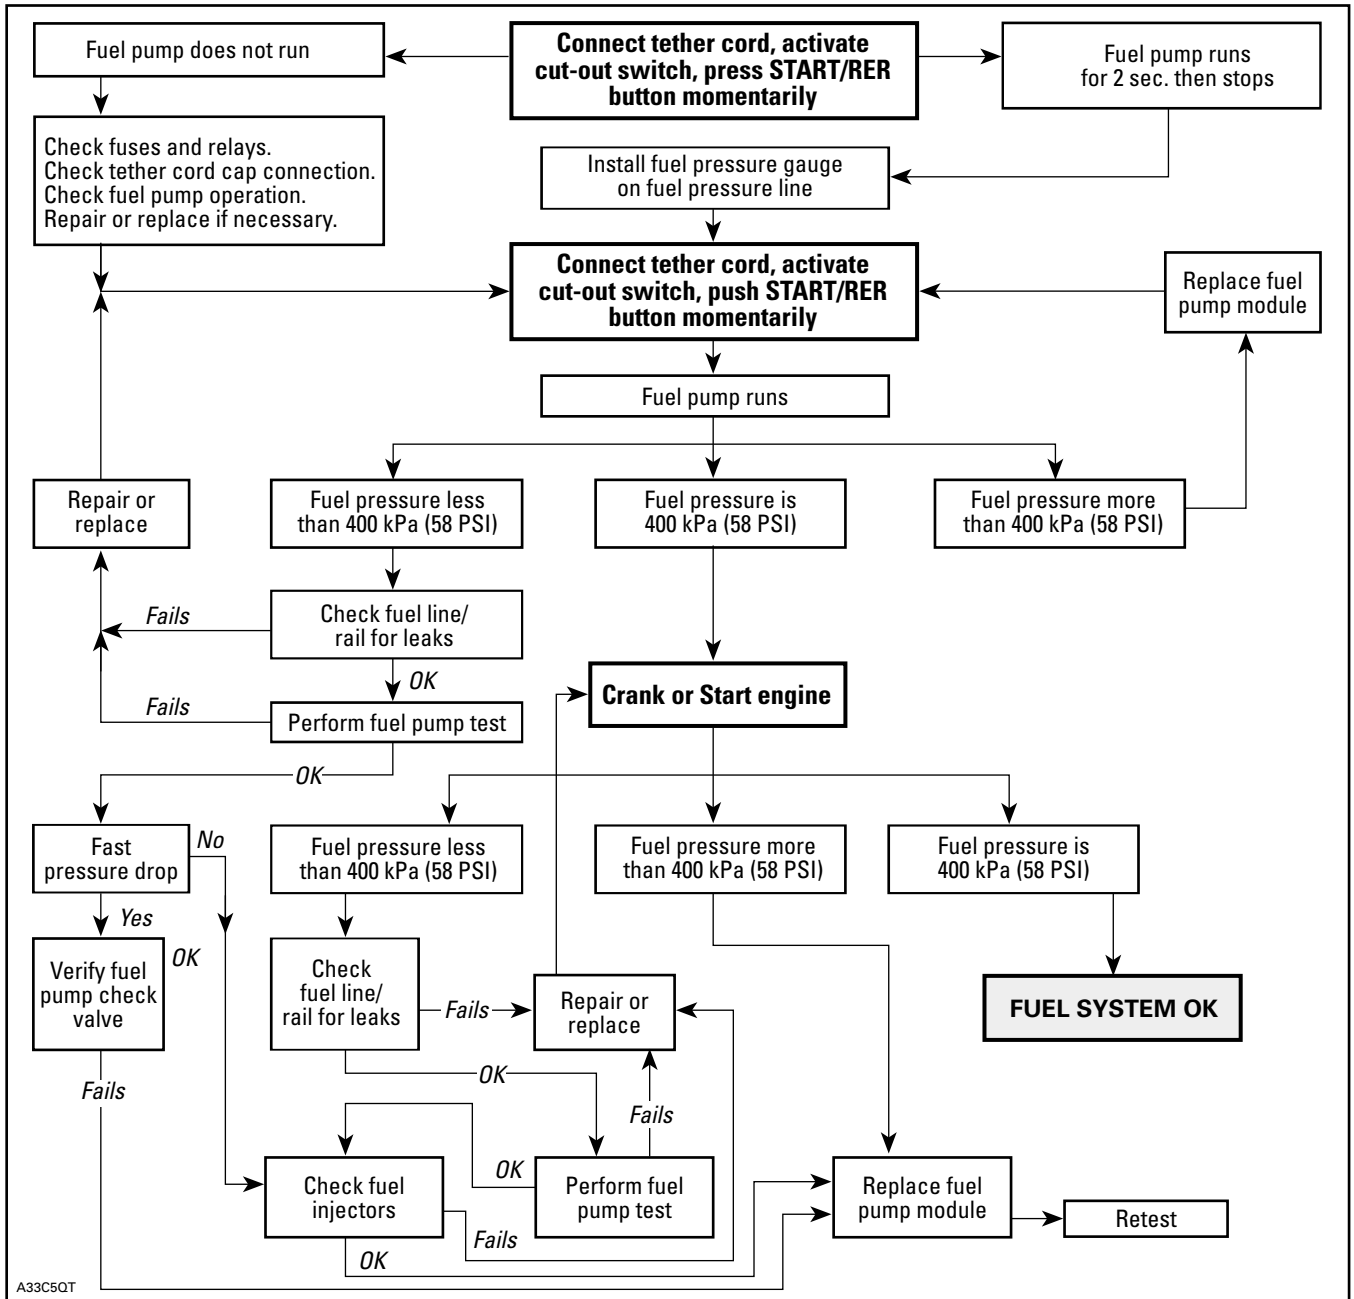 Fuel pump does not run
Connect tether cord, activate
cut-out switch, press START/RER
button momentarily
Fuel pump runs
for 2 sec. then stops
Check fuses and relays.
Check tether cord cap connection.
Check fuel pump operation.
Repair or replace if necessary.
Install fuel pressure gauge
on fuel pressure line
Connect tether cord, activate
cut-out switch, push START/RER
button momentarily
Replace fuel
pump module
Fuel pump runs
Repair or
replace
Fuel pressure less
than 400 kPa (58 PSI)
Fuel pressure is
400 kPa (58 PSI)
Fuel pressure more
than 400 kPa (58 PSI)
Fails
Check fuel line/
rail for leaks
OK
Fails
Perform fuel pump test
Crank or Start engine
OK
Fast
pressure drop
No
Fuel pressure less
than 400 kPa (58 PSI)
Fuel pressure more
than 400 kPa (58 PSI)
Fuel pressure is
400 kPa (58 PSI)
Yes
OK
Verify fuel
pump check
valve
Check
fuel line/
rail for leaks
Fails
Repair or
replace
FUEL SYSTEM OK
OK
Fails
Fails
Check fuel
injectors
OK
Perform fuel
pump test
Replace fuel
pump module
Retest
Fails
OK
A33C5QT